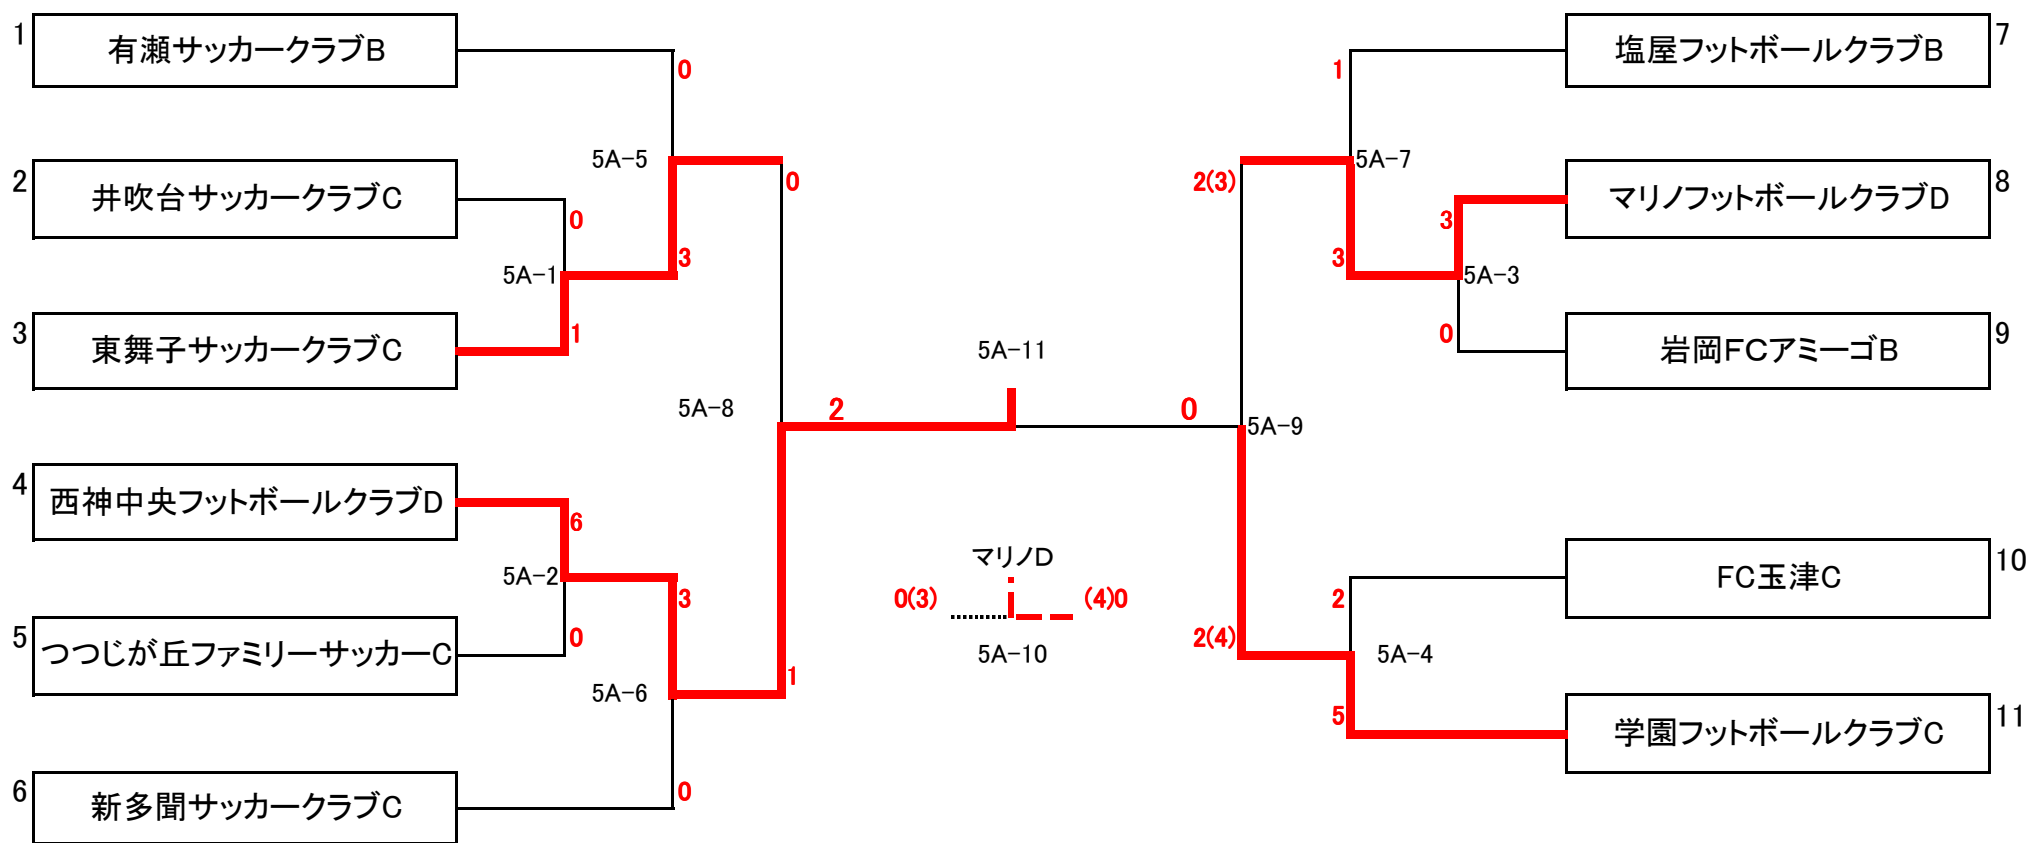 1
有瀬サッカークラブB
0
5A-5
2
井吹台サッカークラブC
0
0
5A-1
3
3
東舞子サッカークラブC
1
5A-8
4
西神中央フットボールクラブD
6
5A-2
3
5
つつじが丘ファミリーサッカーC
0
5A-6
1
6
新多聞サッカークラブC
0
5A-11
2
0
マリノD
0(3)
(4)0
5A-10
7
塩屋フットボールクラブB
1
5A-7
2(3)
8
マリノフットボールクラブD
3
3
5A-3
9
岩岡FCアミーゴB
0
5A-9
10
FC玉津C
2
2(4)
5A-4
11
学園フットボールクラブC
5